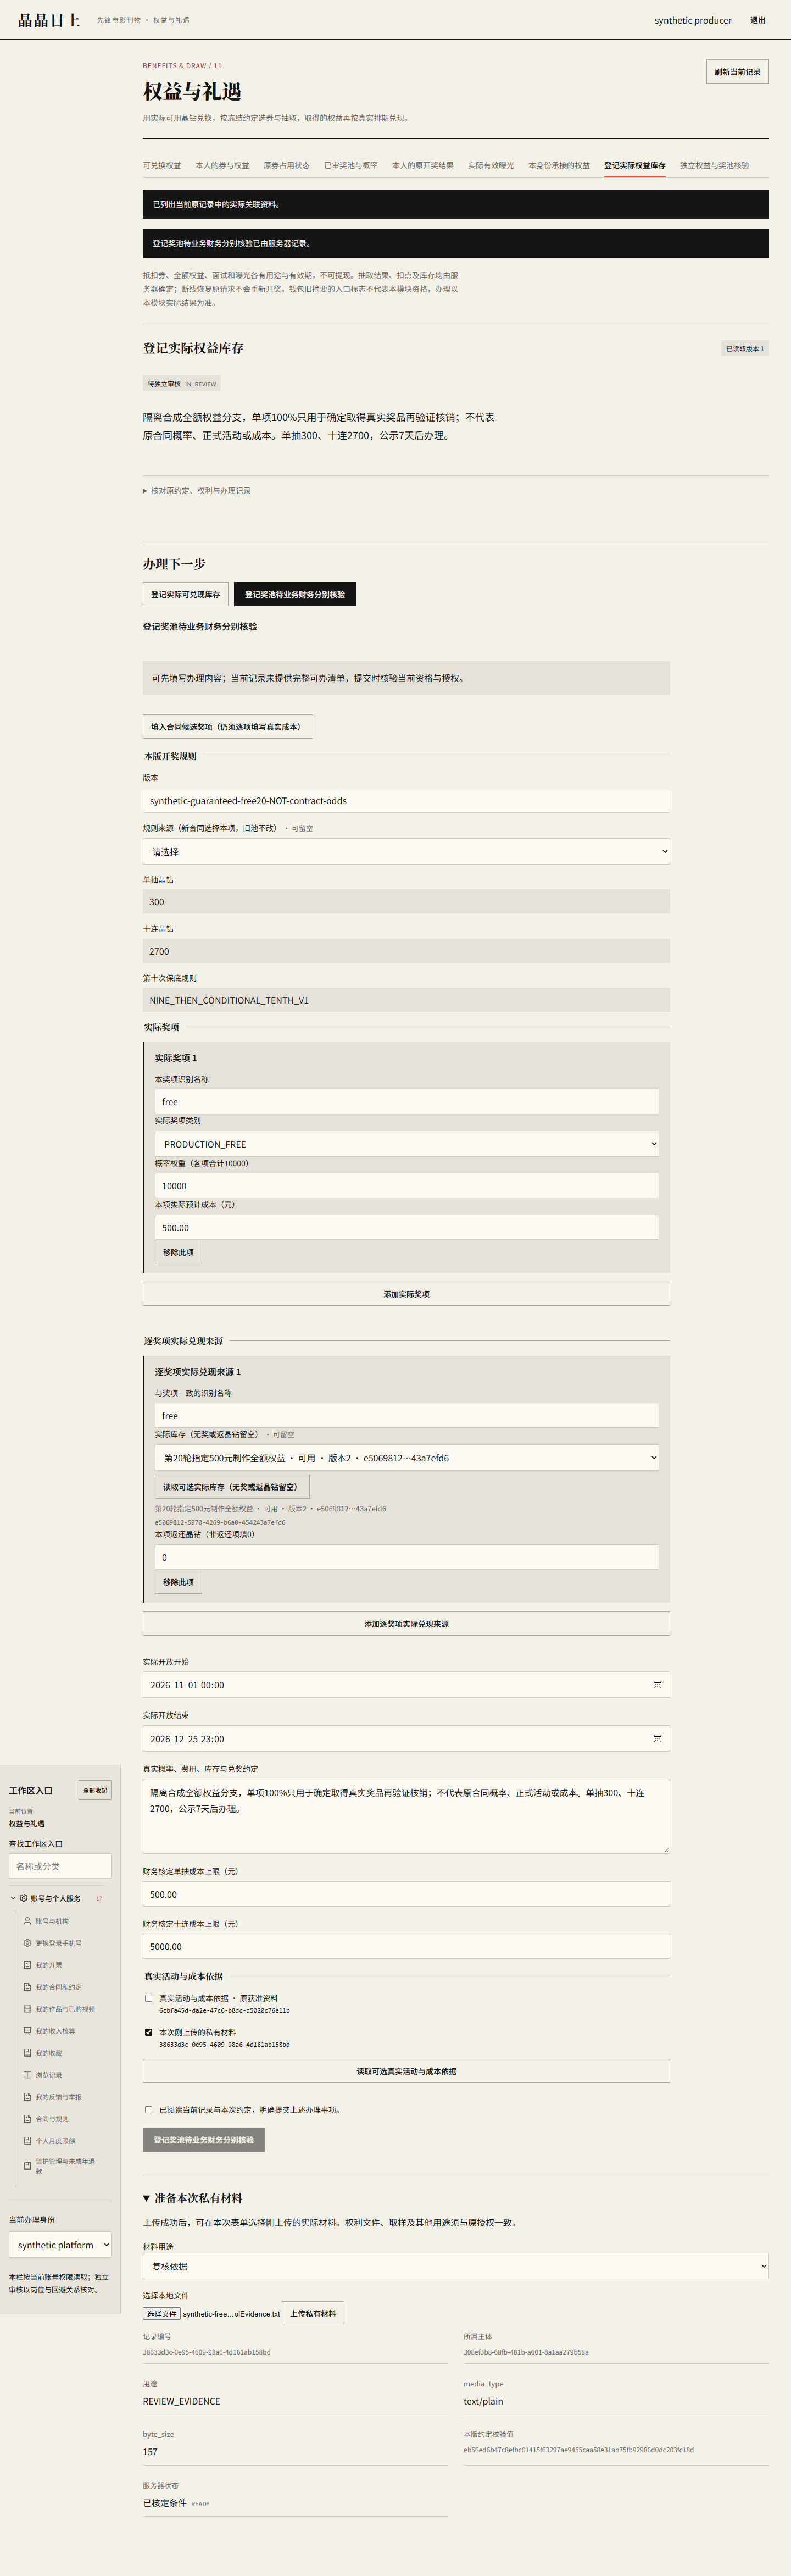 晶晶日上
先锋电影刊物 · 权益与礼遇
synthetic producer
退出
BENEFITS & DRAW / 11
权益与礼遇
刷新当前记录
用实际可用晶钻兑换，按冻结约定选券与抽取，取得的权益再按真实排期兑现。
可兑换权益
本人的券与权益
原券占用状态
已审奖池与概率
本人的原开奖结果
实际有效曝光
本身份承接的权益
登记实际权益库存
独立权益与奖池核验
已列出当前原记录中的实际关联资料。
登记奖池待业务财务分别核验已由服务器记录。
抵扣券、全额权益、面试和曝光各有用途与有效期，不可提现。抽取结果、扣点及库存均由服
务器确定；断线恢复原请求不会重新开奖。钱包旧摘要的入口标志不代表本模块资格，办理以
本模块实际结果为准。
登记实际权益库存
已读取版本 1
待独立审核 IN_REVIEW
隔离合成全额权益分支，单项100%只用于确定取得真实奖品再验证核销；不代表
原合同概率、正式活动或成本。单抽300、十连2700，公示7天后办理。
核对原约定、权利与办理记录
办理下一步
登记实际可兑现库存
登记奖池待业务财务分别核验
登记奖池待业务财务分别核验
可先填写办理内容；当前记录未提供完整可办清单，提交时核验当前资格与授权。
填入合同候选奖项（仍须逐项填写真实成本）
本版开奖规则
版本
synthetic-guaranteed-free20-NOT-contract-odds
规则来源（新合同选择本项，旧池不改） · 可留空
请选择
单抽晶钻
300
十连晶钻
2700
第十次保底规则
NINE_THEN_CONDITIONAL_TENTH_V1
实际奖项
实际奖项 1
本奖项识别名称
free
实际奖项类别
PRODUCTION_FREE
概率权重（各项合计10000）
10000
本项实际预计成本（元）
500.00
移除此项
添加实际奖项
逐奖项实际兑现来源
逐奖项实际兑现来源 1
与奖项一致的识别名称
free
实际库存（无奖或返晶钻留空） · 可留空
第20轮指定500元制作全额权益 · 可用 · 版本2 · e5069812…43a7efd6
读取可选实际库存（无奖或返晶钻留空）
第20轮指定500元制作全额权益 · 可用 · 版本2 · e5069812…43a7efd6
e5069812-5970-4269-b6a0-454243a7efd6
本项返还晶钻（非返还项填0）
0
移除此项
添加逐奖项实际兑现来源
实际开放开始
2026-11-01 00:00
实际开放结束
2026-12-25 23:00
真实概率、费用、库存与兑奖约定
隔离合成全额权益分支，单项100%只用于确定取得真实奖品再验证核销；不代表原合同概率、正式活动或成本。单抽300、十连
2700，公示7天后办理。
财务核定单抽成本上限（元）
500.00
财务核定十连成本上限（元）
5000.00
真实活动与成本依据
真实活动与成本依据 · 原获准资料
6cbfa45d-da2e-47c6-b8dc-d5020c76e11b
本次刚上传的私有材料
38633d3c-0e95-4609-98a6-4d161ab158bd
读取可选真实活动与成本依据
已阅读当前记录与本次约定，明确提交上述办理事项。
登记奖池待业务财务分别核验
准备本次私有材料
上传成功后，可在本次表单选择刚上传的实际材料。权利文件、取样及其他用途须与原授权一致。
材料用途
复核依据
选择本地文件
选择文件 synthetic-free…olEvidence.txt
上传私有材料
记录编号
38633d3c-0e95-4609-98a6-4d161ab158bd
所属主体
308ef3b8-68fb-481b-a601-8a1aa279b58a
用途
REVIEW_EVIDENCE
media_type
text/plain
byte_size
157
本版约定校验值
eb56ed6b47c8efbc01415f63297ae9455caa58e31ab75fb92986d0dc203fc18d
服务器状态
已核定条件 READY
工作区入口
全部收起
当前位置
权益与礼遇
查找工作区入口
名称或分类
账号与个人服务 17
账号与机构
更换登录手机号
我的开票
我的合同和约定
我的作品与已购视频
我的收入核算
我的收藏
浏览记录
我的反馈与举报
合同与规则
个人月度限额
监护管理与未成年退
款
当前办理身份
synthetic platform
本栏按当前账号权限读取；独立
审核以岗位与回避关系核对。